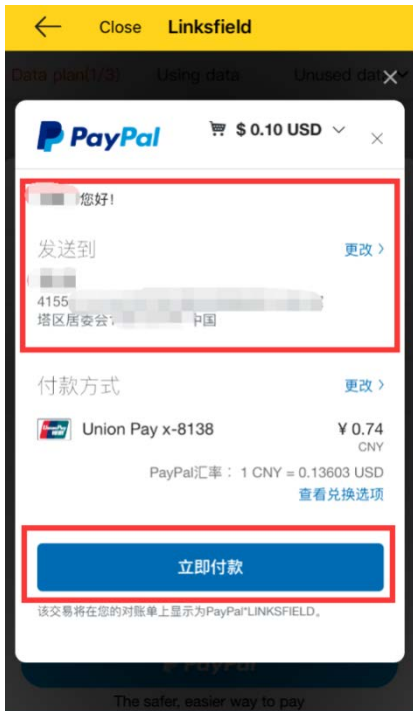 Close Linksfield
Data plan(1/3) Using data Unused data
PayPal $ 0.10 USD
您好!
发送到 更改
4155
塔区居委会 中国
付款方式 更改
Union Pay x-8138 ¥ 0.74
CNY
PayPal汇率: 1 CNY = 0.13603 USD
查看兑换选项
立即付款
该交易将在您的对账单上显示为PayPal*LINKSFIELD。
PayPal
The safer, easier way to pay